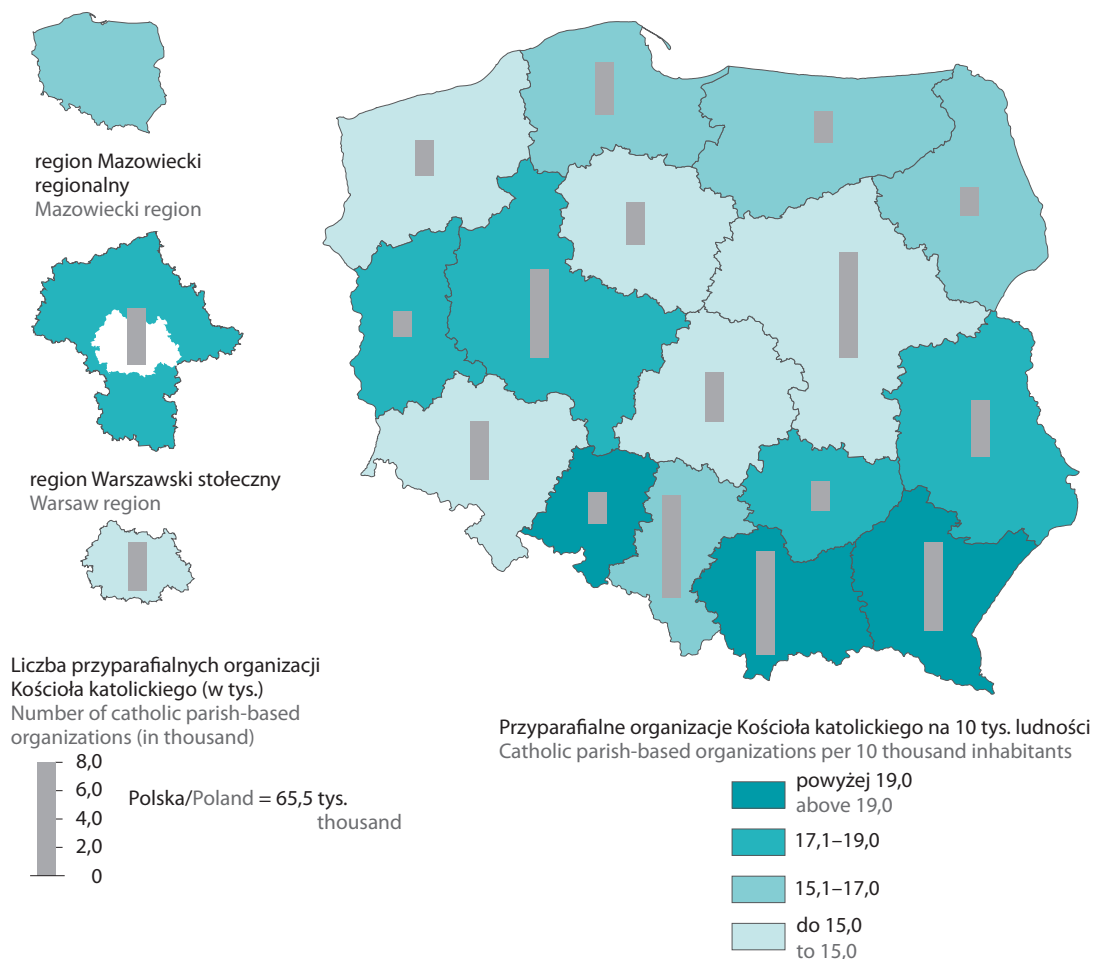 region Mazowiecki
regionalny
Mazowiecki region
region Warszawski stołeczny
Warsaw region
Liczba przyparafialnych organizacji
Kościoła katolickiego (w tys.)
Number of catholic parish-based
organizations (in thousand)
8,0
6,0
4,0
2,0
0
Polska/Poland = 65,5 tys.
thousand
Przyparafialne organizacje Kościoła katolickiego na 10 tys. ludności
Catholic parish-based organizations per 10 thousand inhabitants
powyżej 19,0
above 19,0
17,1–19,0
15,1–17,0
do 15,0
to 15,0